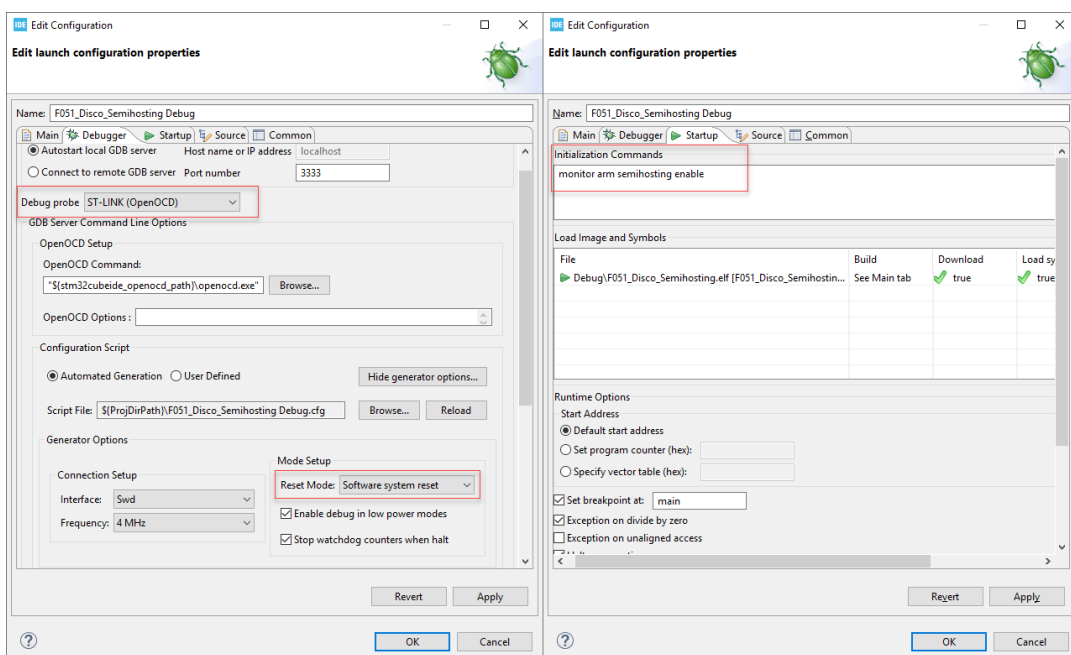 IDE Edit Configuration
Edit launch configuration properties
Name: F051_Disco_Semihosting Debug
Main Debugger Startup Source Common
Autostart local GDB server Host name or IP address localhost
Connect to remote GDB server Port number 3333
Debug probe ST-LINK (OpenOCD)
GDB Server Command Line Options
OpenOCD Setup
OpenOCD Command:
"${stm32cubeide_openocd_path}\openocd.exe" Browse...
OpenOCD Options :
Configuration Script
Automated Generation User Defined Hide generator options...
Script File: ${ProjDirPath}\F051_Disco_Semihosting Debug.cfg Browse... Reload
Generator Options
Connection Setup
Interface: Swd
Frequency: 4 MHz
Mode Setup
Reset Mode: Software system reset
Enable debug in low power modes
Stop watchdog counters when halt
Revert Apply
? OK Cancel
IDE Edit Configuration
Edit launch configuration properties
Name: F051_Disco_Semihosting Debug
Main Debugger Startup Source Common
Initialization Commands
monitor arm semihosting enable
Load Image and Symbols
File Build Download Load sy
Debug\F051_Disco_Semihosting.elf [F051_Disco_Semihostin... See Main tab true true
Runtime Options
Start Address
Default start address
Set program counter (hex):
Specify vector table (hex):
Set breakpoint at: main
Exception on divide by zero
Exception on unaligned access
Revert Apply
? OK Cancel